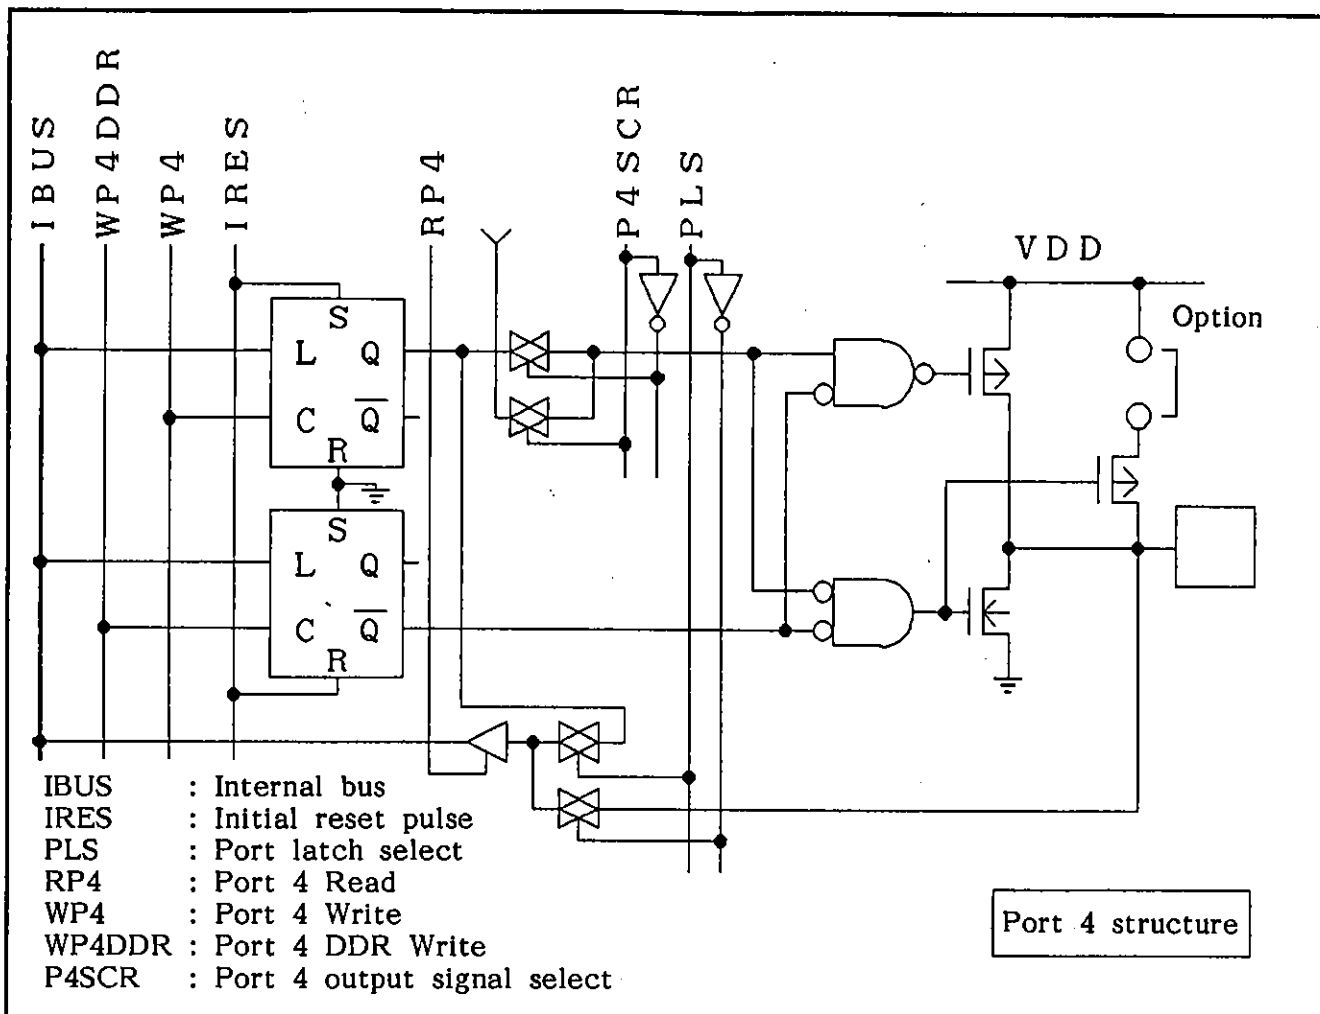 IBUS
WP4DDR
WP4
IRES
RP4
P4SCR
PLS
VDD
Option
S
L Q
C Q̅
R
S
L Q
C Q̅
R
IBUS : Internal bus
IRES : Initial reset pulse
PLS : Port latch select
RP4 : Port 4 Read
WP4 : Port 4 Write
WP4DDR : Port 4 DDR Write
P4SCR : Port 4 output signal select
Port 4 structure